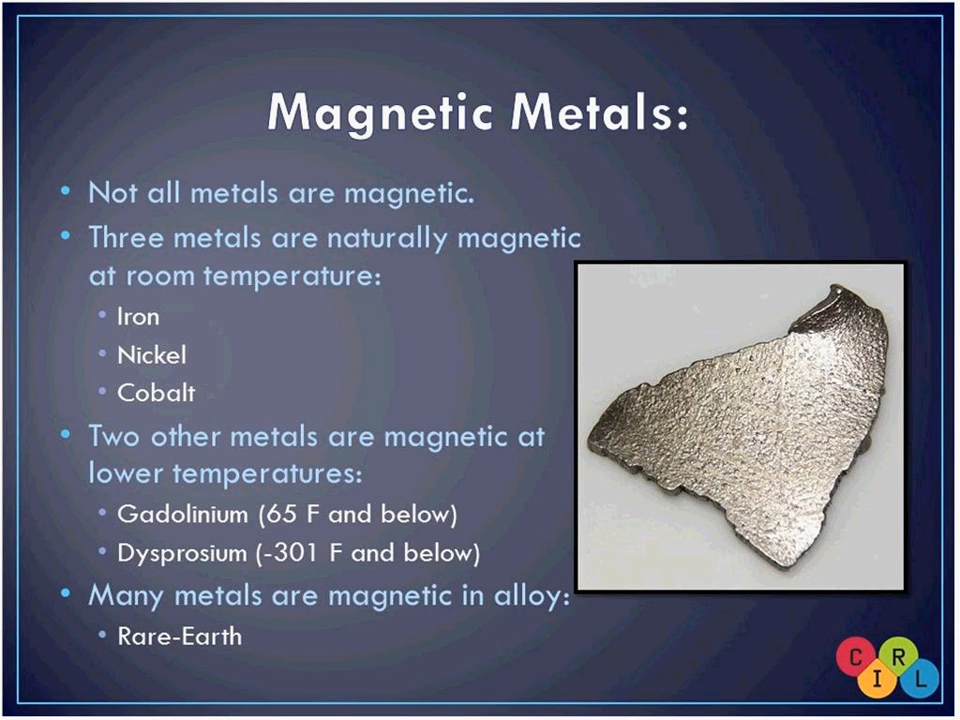 Magnetic Metals:
• Not all metals are magnetic.
• Three metals are naturally magnetic
at room temperature:
• Iron
• Nickel
• Cobalt
• Two other metals are magnetic at
lower temperatures:
• Gadolinium (65 F and below)
• Dysprosium (-301 F and below)
• Many metals are magnetic in alloy:
• Rare-Earth
C R
I L